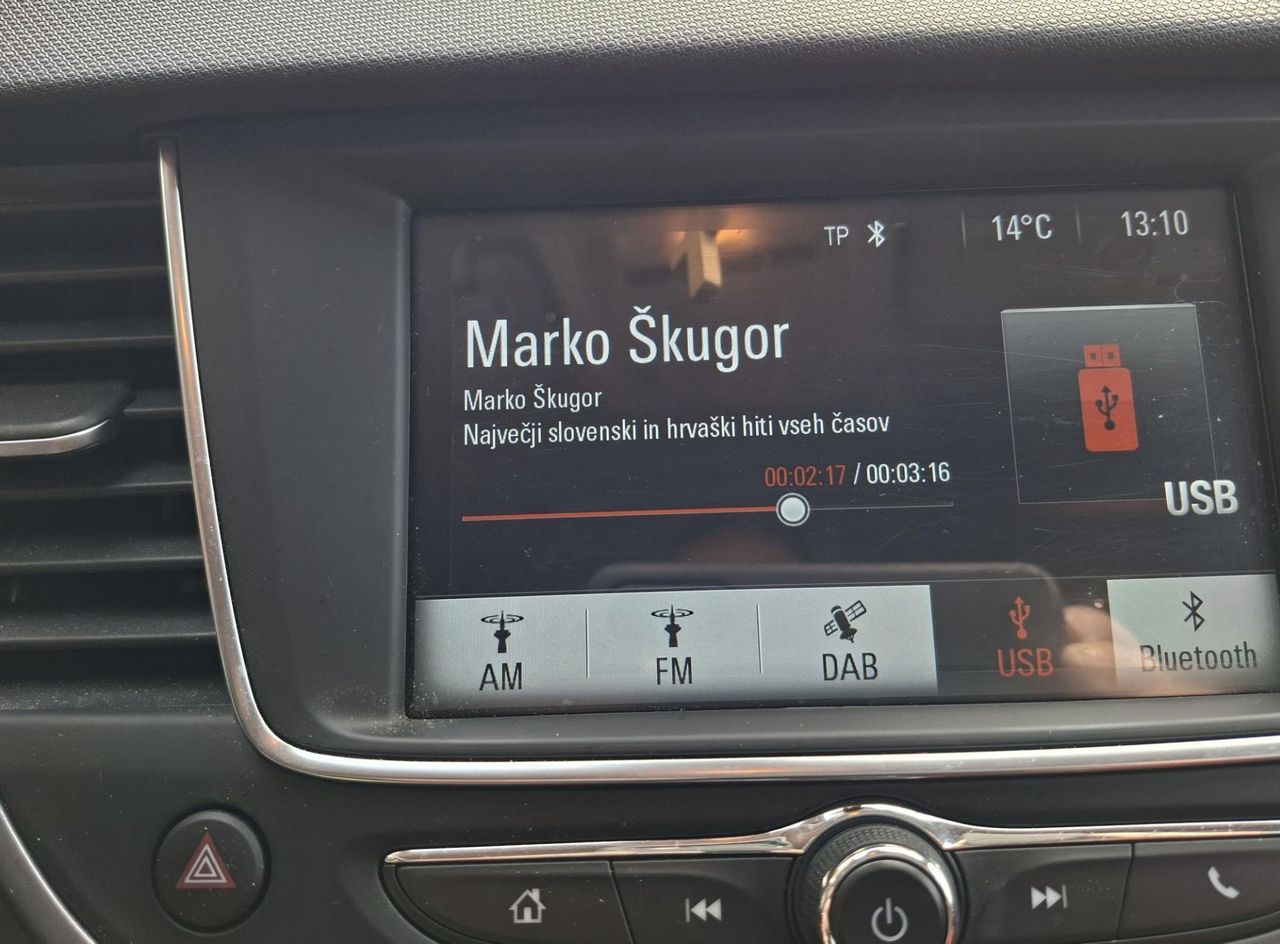 TP 14°C 13:10
Marko Škugor
Marko Škugor
Največji slovenski in hrvaški hiti vseh časov
00:02:17 / 00:03:16
USB
AM FM DAB USB Bluetooth